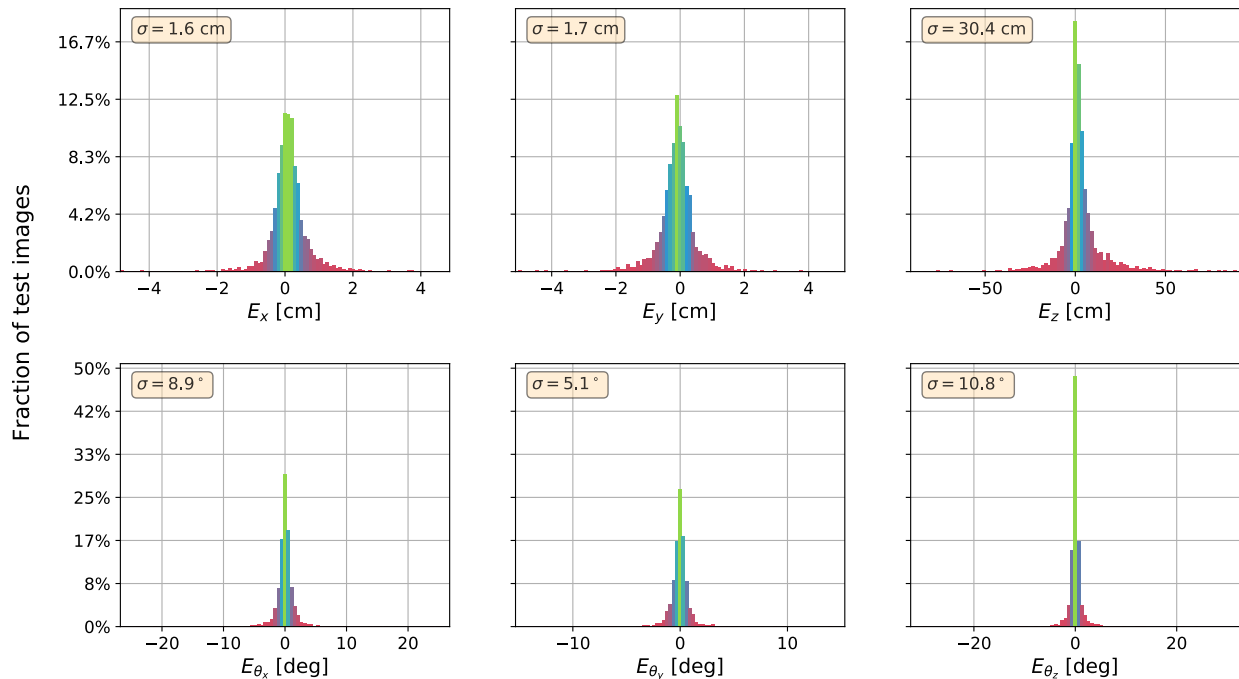 σ = 1.6 cm
σ = 1.7 cm
σ = 30.4 cm
16.7%
12.5%
8.3%
4.2%
0.0%
−4 −2 0 2 4
−4 −2 0 2 4
−50 0 50
E_x [cm]
E_y [cm]
E_z [cm]
Fraction of test images
σ = 8.9°
σ = 5.1°
σ = 10.8°
50%
42%
33%
25%
17%
8%
0%
−20 −10 0 10 20
−10 0 10
−20 0 20
E_θx [deg]
E_θy [deg]
E_θz [deg]